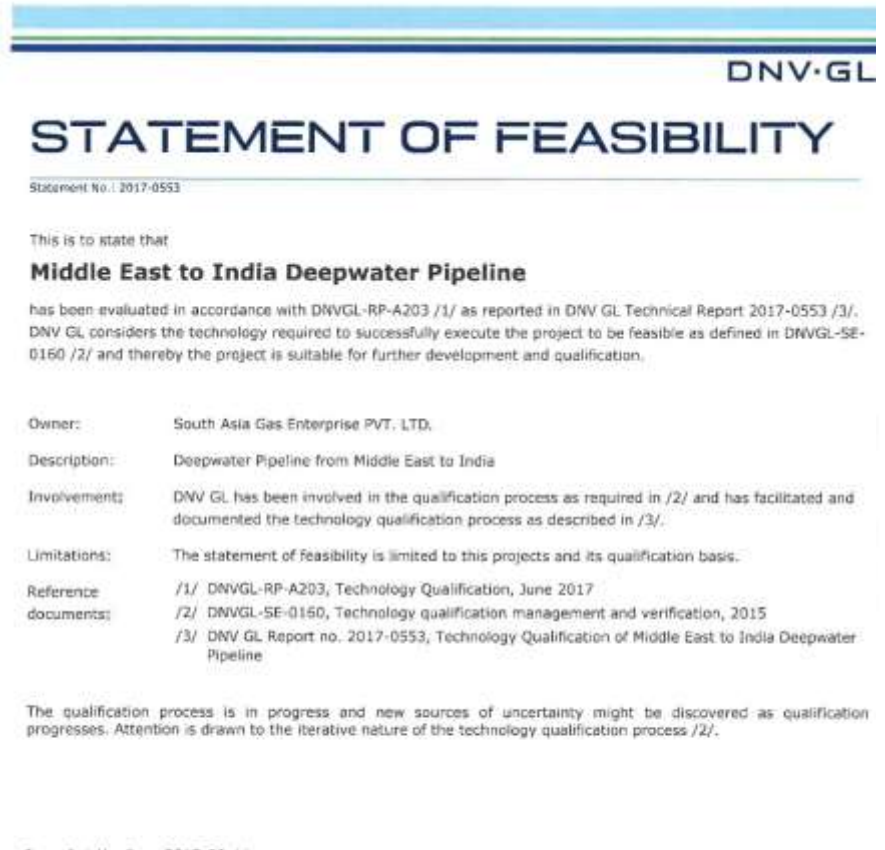 DNV·GL
STATEMENT OF FEASIBILITY
Statement No.: 2017-0553
This is to state that
Middle East to India Deepwater Pipeline
has been evaluated in accordance with DNVGL-RP-A203 /1/ as reported in DNV GL Technical Report 2017-0553 /3/.
DNV GL considers the technology required to successfully execute the project to be feasible as defined in DNVGL-SE-
0160 /2/ and thereby the project is suitable for further development and qualification.
Owner: South Asia Gas Enterprise PVT. LTD.
Description: Deepwater Pipeline from Middle East to India
Involvement: DNV GL has been involved in the qualification process as required in /2/ and has facilitated and
documented the technology qualification process as described in /3/.
Limitations: The statement of feasibility is limited to this projects and its qualification basis.
Reference /1/ DNVGL-RP-A203, Technology Qualification, June 2017
documents: /2/ DNVGL-SE-0160, Technology qualification management and verification, 2015
/3/ DNV GL Report no. 2017-0553, Technology Qualification of Middle East to India Deepwater
Pipeline
The qualification process is in progress and new sources of uncertainty might be discovered as qualification
progresses. Attention is drawn to the iterative nature of the technology qualification process /2/.